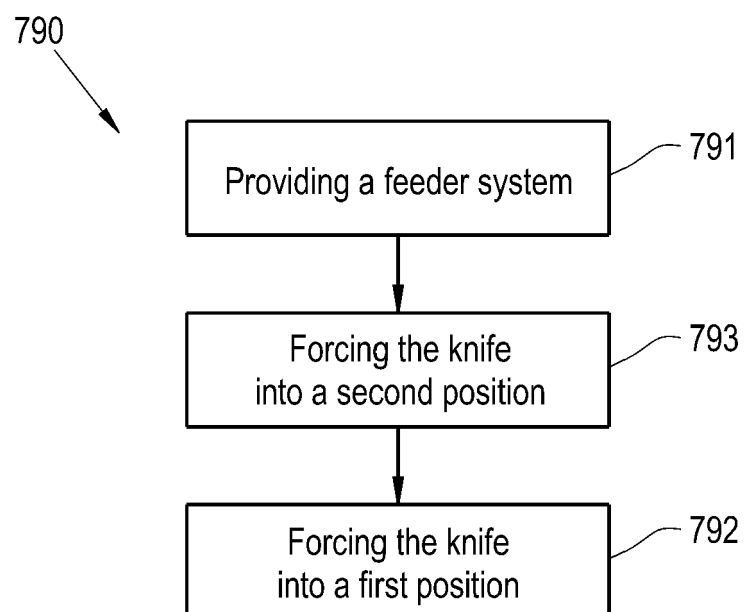 790
Providing a feeder system
791
Forcing the knife
into a second position
793
Forcing the knife
into a first position
792